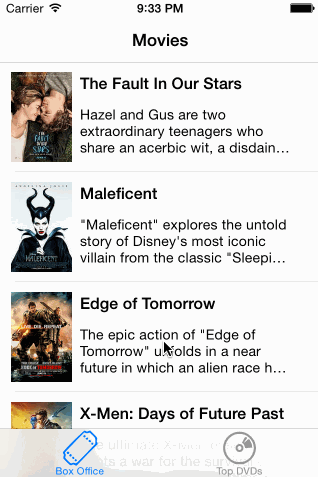 Carrier 9:33 PM
Movies
The Fault In Our Stars
Hazel and Gus are two
extraordinary teenagers who
share an acerbic wit, a disdain...
Maleficent
"Maleficent" explores the untold
story of Disney's most iconic
villain from the classic "Sleepi...
Edge of Tomorrow
The epic action of "Edge of
Tomorrow" unfolds in a near
future in which an alien race h...
X-Men: Days of Future Past
The ultimate X-Men
Box Office
Top DVDs